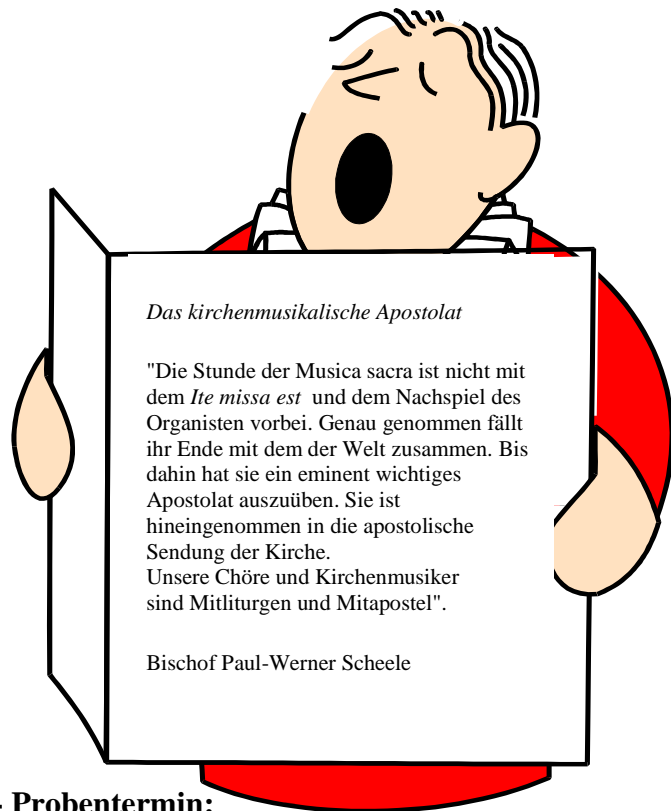 Das kirchenmusikalische Apostolat
"Die Stunde der Musica sacra ist nicht mit
dem Ite missa est und dem Nachspiel des
Organisten vorbei. Genau genommen fällt
ihr Ende mit dem der Welt zusammen. Bis
dahin hat sie ein eminent wichtiges
Apostolat auszuüben. Sie ist
hineingenommen in die apostolische
Sendung der Kirche.
Unsere Chöre und Kirchenmusiker
sind Mitliturgen und Mitapostel".
Bischof Paul-Werner Scheele
- Probentermin: